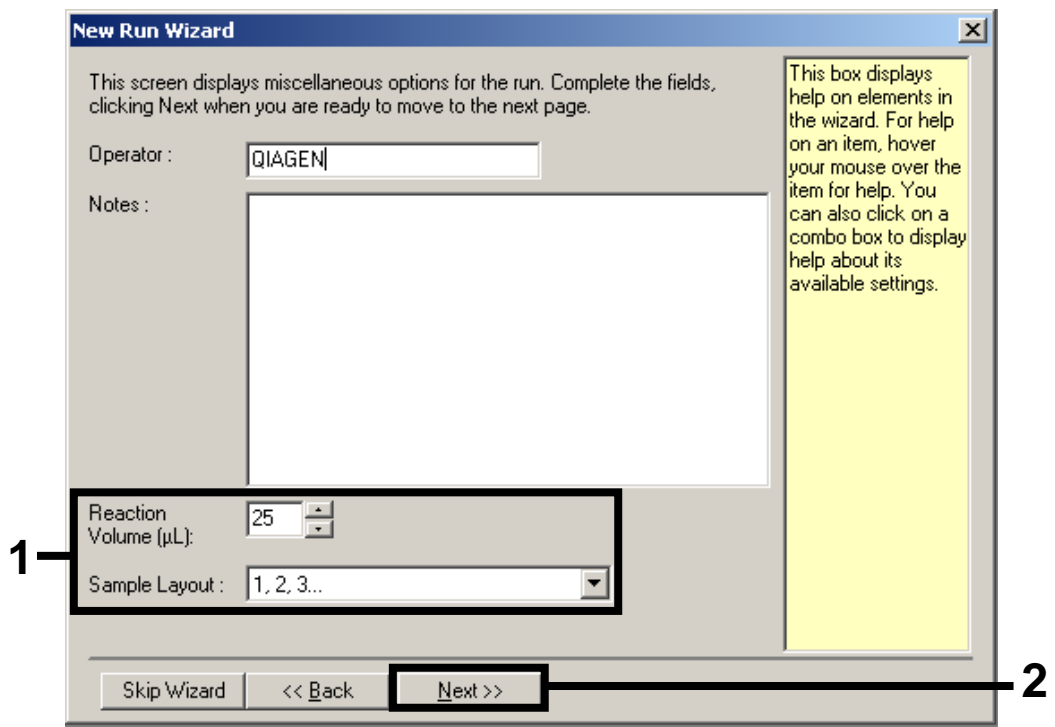 New Run Wizard
This screen displays miscellaneous options for the run. Complete the fields,
clicking Next when you are ready to move to the next page.
Operator :
QIAGEN
Notes :
Reaction
Volume (µL):
25
Sample Layout :
1, 2, 3...
This box displays
help on elements in
the wizard. For help
on an item, hover
your mouse over the
item for help. You
can also click on a
combo box to display
help about its
available settings.
1
Skip Wizard
<< Back
Next >>
2